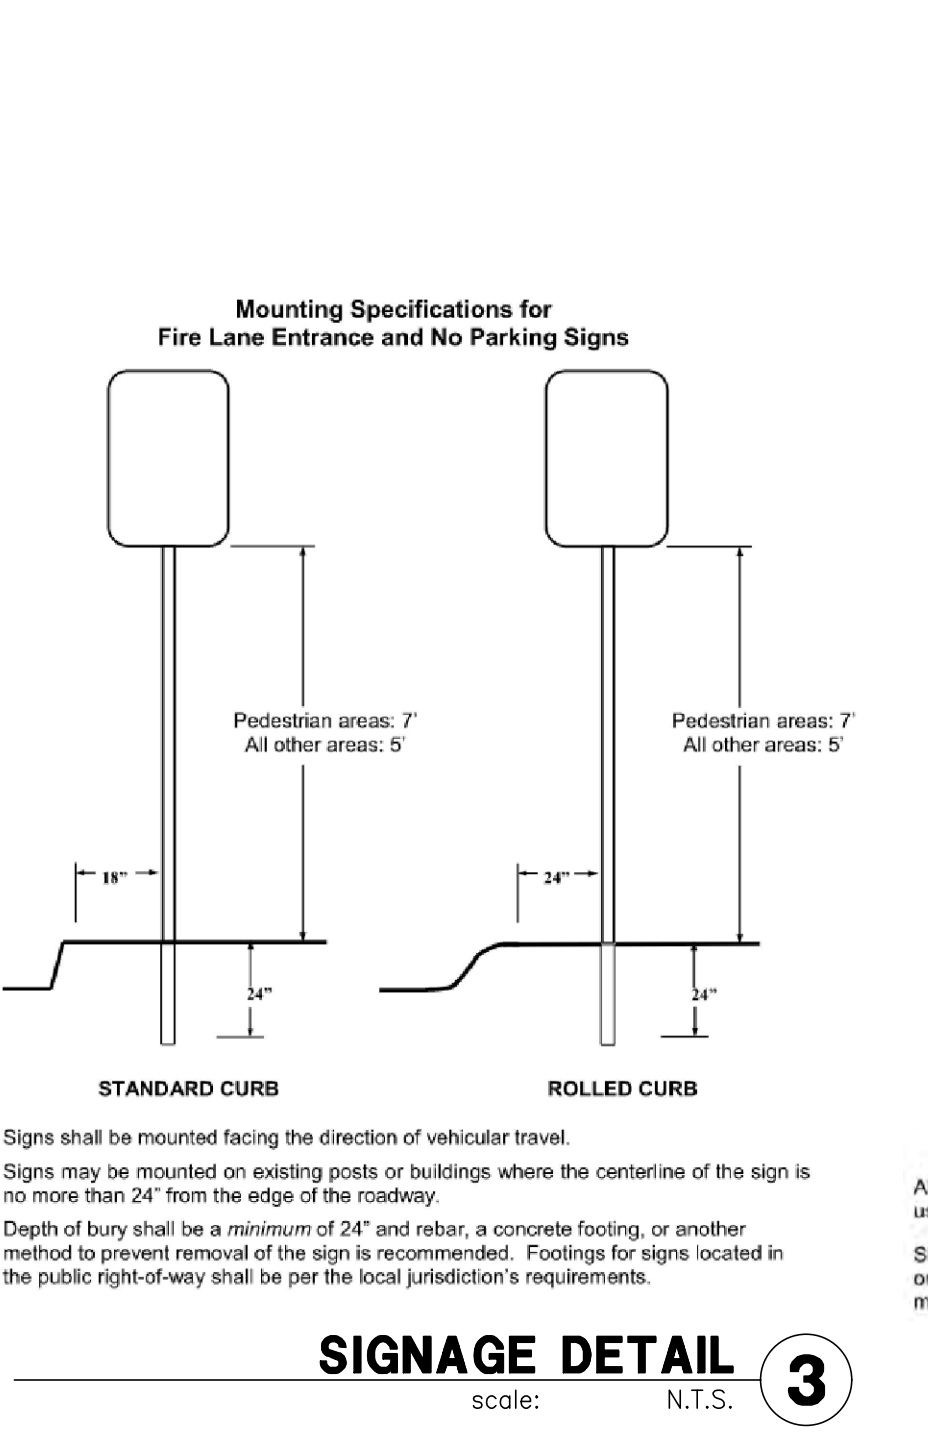 Mounting Specifications for
Fire Lane Entrance and No Parking Signs
Pedestrian areas: 7'
All other areas: 5'
Pedestrian areas: 7'
All other areas: 5'
18"
24"
24"
24"
STANDARD CURB
ROLLED CURB
Signs shall be mounted facing the direction of vehicular travel.
Signs may be mounted on existing posts or buildings where the centerline of the sign is
no more than 24" from the edge of the roadway.
Depth of bury shall be a minimum of 24" and rebar, a concrete footing, or another
method to prevent removal of the sign is recommended. Footings for signs located in
the public right-of-way shall be per the local jurisdiction's requirements.
SIGNAGE DETAIL
3
scale: N.T.S.